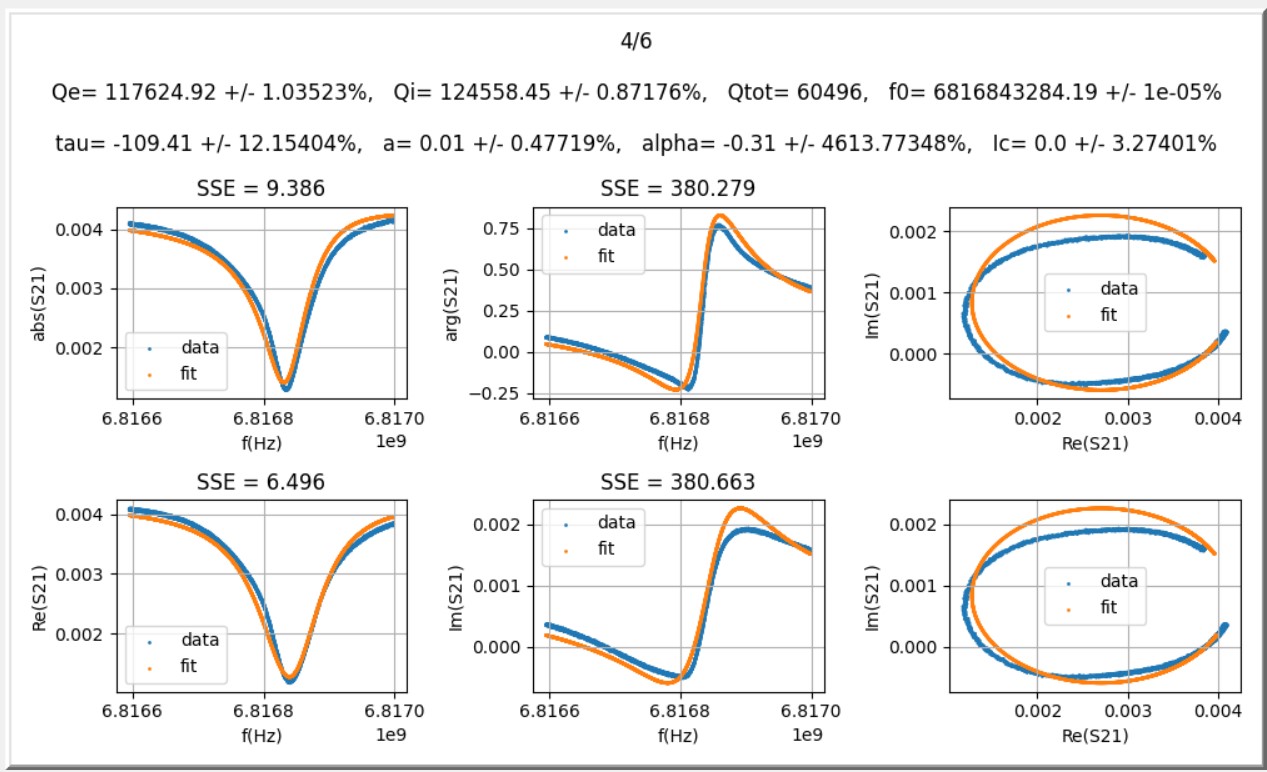 4/6
Qe= 117624.92 +/- 1.03523%, Qi= 124558.45 +/- 0.87176%, Qtot= 60496, f0= 6816843284.19 +/- 1e-05%
tau= -109.41 +/- 12.15404%, a= 0.01 +/- 0.47719%, alpha= -0.31 +/- 4613.77348%, Ic= 0.0 +/- 3.27401%
SSE = 9.386
abs(S21)
0.004
0.003
0.002
data
fit
6.8166 6.8168 6.8170
f(Hz)
1e9
SSE = 380.279
arg(S21)
0.75
0.50
0.25
0.00
−0.25
data
fit
6.8166 6.8168 6.8170
f(Hz)
1e9
Im(S21)
0.002
0.001
0.000
data
fit
0.002 0.003 0.004
Re(S21)
SSE = 6.496
Re(S21)
0.004
0.003
0.002
data
fit
6.8166 6.8168 6.8170
f(Hz)
1e9
SSE = 380.663
Im(S21)
0.002
0.001
0.000
data
fit
6.8166 6.8168 6.8170
f(Hz)
1e9
Im(S21)
0.002
0.001
0.000
data
fit
0.002 0.003 0.004
Re(S21)